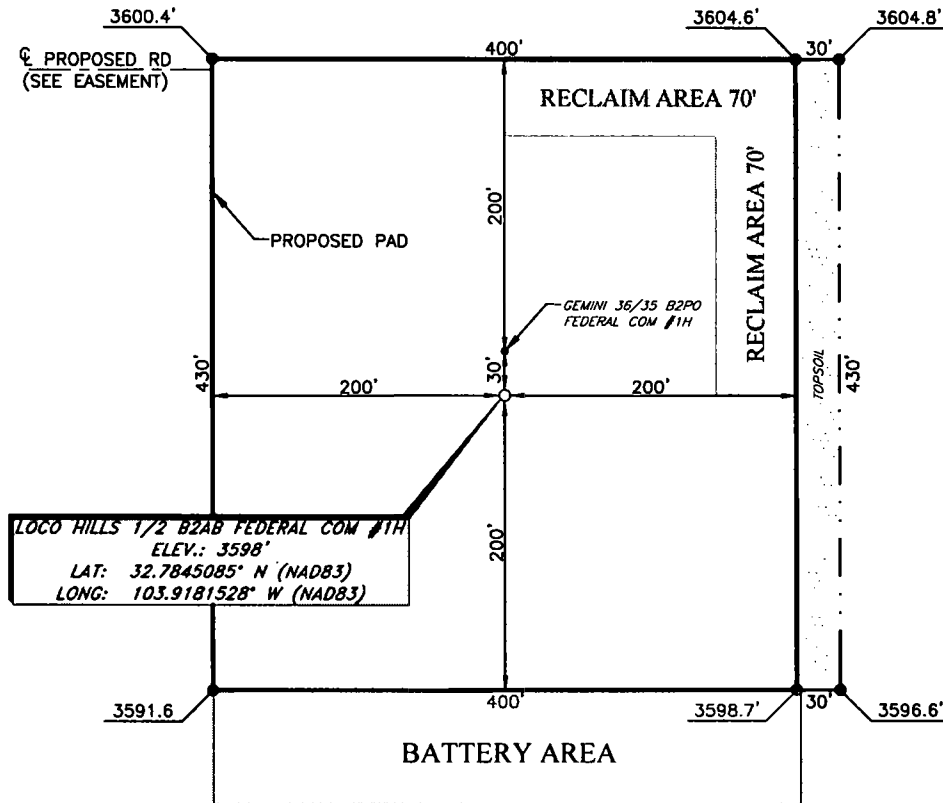 3600.4'
3604.6'
3604.8'
400'
30'
℄ PROPOSED RD
(SEE EASEMENT)
RECLAIM AREA 70'
RECLAIM AREA 70'
200'
PROPOSED PAD
GEMINI 36/35 B2PO
FEDERAL COM #1H
30'
430'
200'
200'
TOPSOIL
430'
LOCO HILLS 1/2 B2AB FEDERAL COM #1H
ELEV.: 3598'
LAT: 32.7845085° N (NAD83)
LONG: 103.9181528° W (NAD83)
200'
3591.6
400'
3598.7'
30'
3596.6'
BATTERY AREA